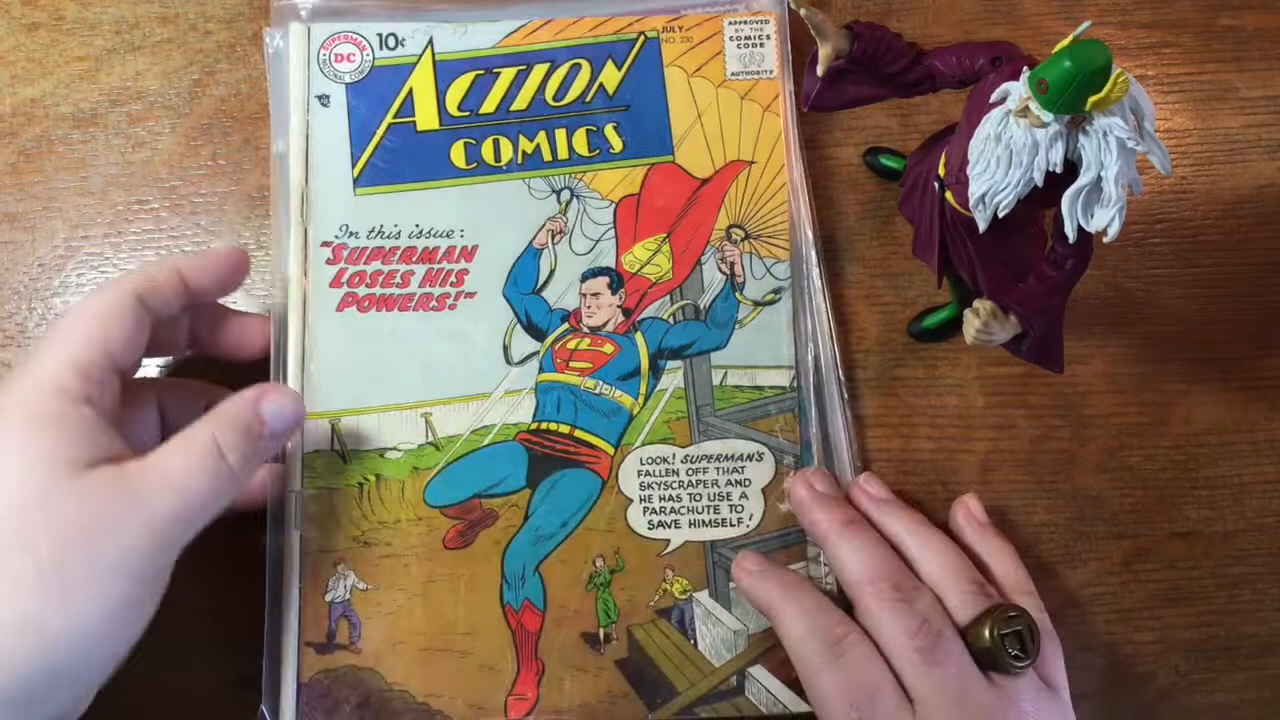 SUPERMAN
DC
NATIONAL COMICS
10¢
JULY
NO. 230
APPROVED
BY THE
COMICS
CODE
AUTHORITY
ACTION
COMICS
In this issue:
"SUPERMAN
LOSES HIS
POWERS!"
S
S
LOOK! SUPERMAN'S
FALLEN OFF THAT
SKYSCRAPER AND
HE HAS TO USE A
PARACHUTE TO
SAVE HIMSELF!